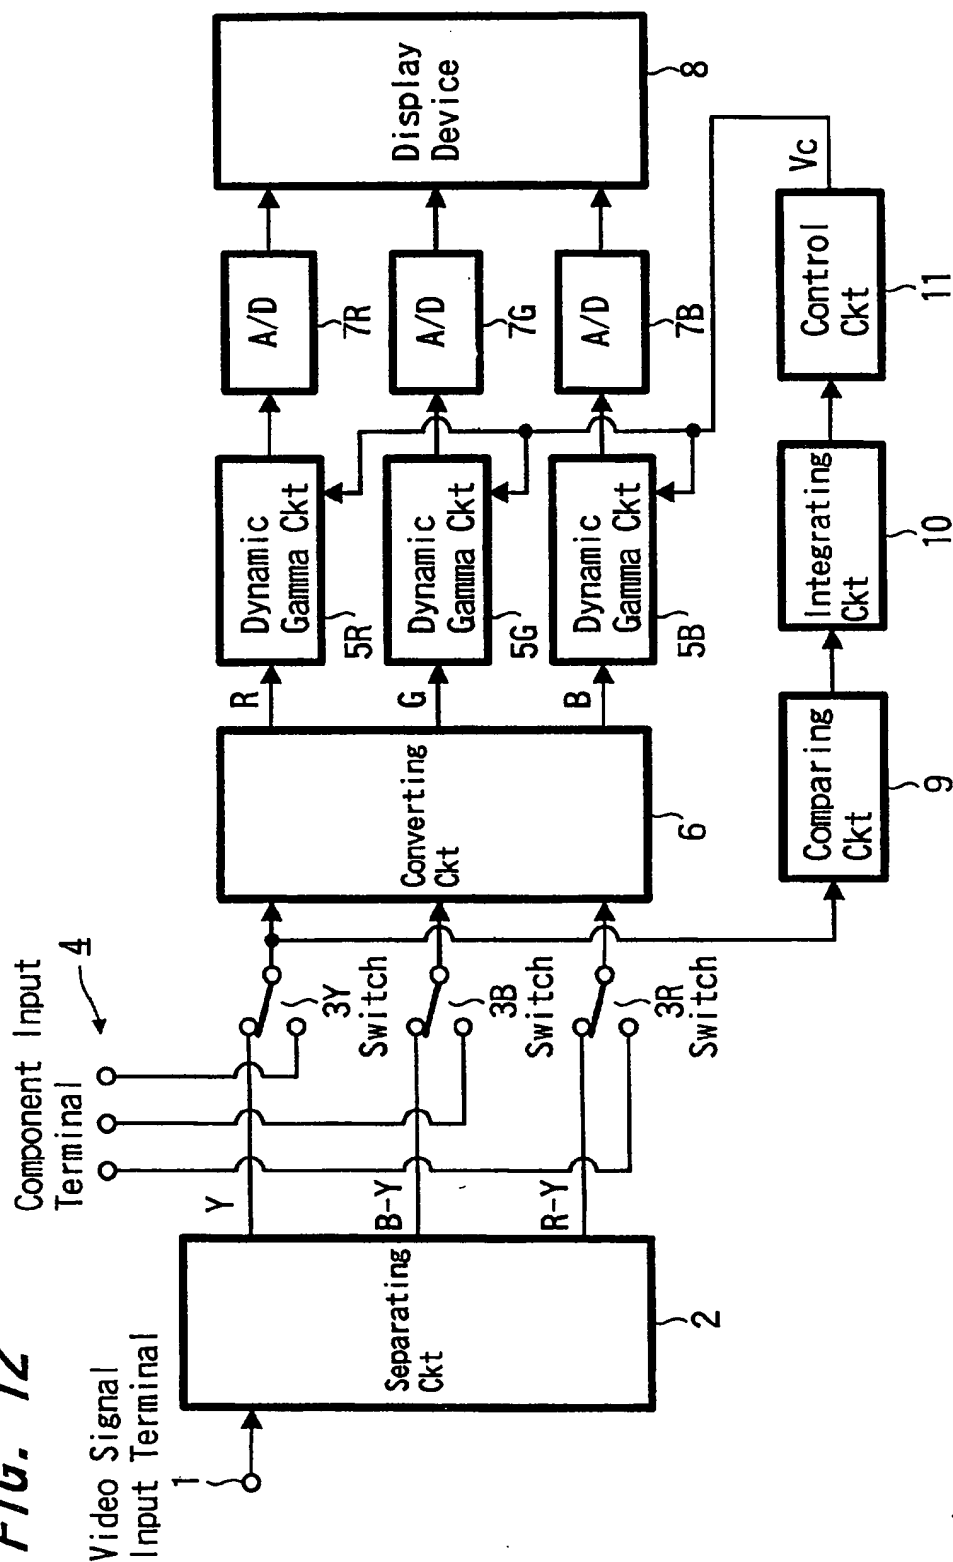 FIG. 12
Video Signal
Input Terminal
1
Component Input
Terminal
4
Separating
Ckt
2
Y
B-Y
R-Y
3Y
Switch
3B
Switch
3R
Switch
Converting
Ckt
6
R
G
B
Dynamic
Gamma Ckt
5R
Dynamic
Gamma Ckt
5G
Dynamic
Gamma Ckt
5B
A/D
7R
A/D
7G
A/D
7B
Display
Device
8
Comparing
Ckt
9
Integrating
Ckt
10
Control
Ckt
11
Vc